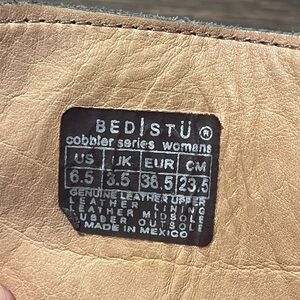 BED|STÜ®
cobbler series womans
US UK EUR CM
6.5 3.5 36.5 23.5
GENUINE LEATHER UPPER
LEATHER LINING
LEATHER MIDSOLE
RUBBER OUTSOLE
MADE IN MEXICO